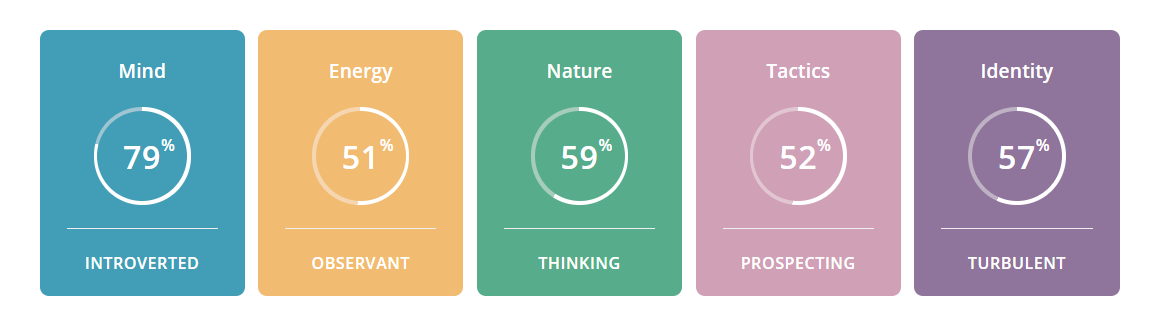 Mind
79%
INTROVERTED
Energy
51%
OBSERVANT
Nature
59%
THINKING
Tactics
52%
PROSPECTING
Identity
57%
TURBULENT